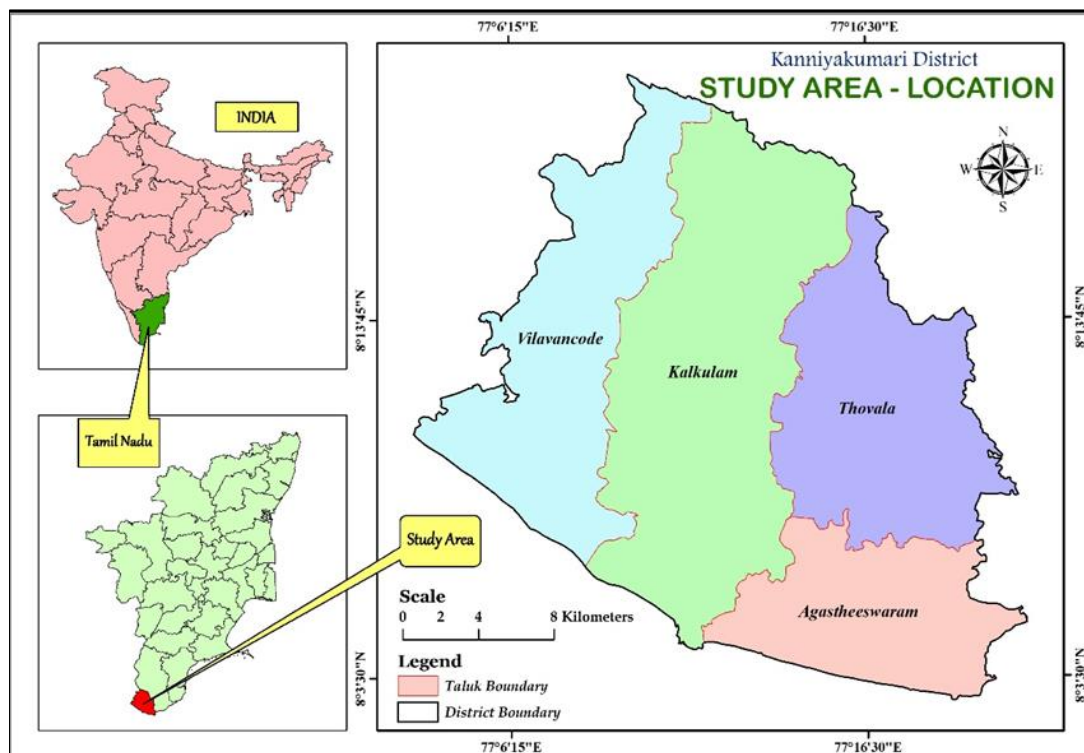 77°6'15"E
77°16'30"E
Kanniyakumari District
STUDY AREA - LOCATION
INDIA
N
W
E
S
8°13'45"N
8°13'45"N
Vilavancode
Kalkulam
Thovala
Tamil Nadu
Study Area
Scale
0 2 4 8 Kilometers
Agastheeswaram
Legend
Taluk Boundary
District Boundary
8°3'30"N
8°3'30"N
77°6'15"E
77°16'30"E